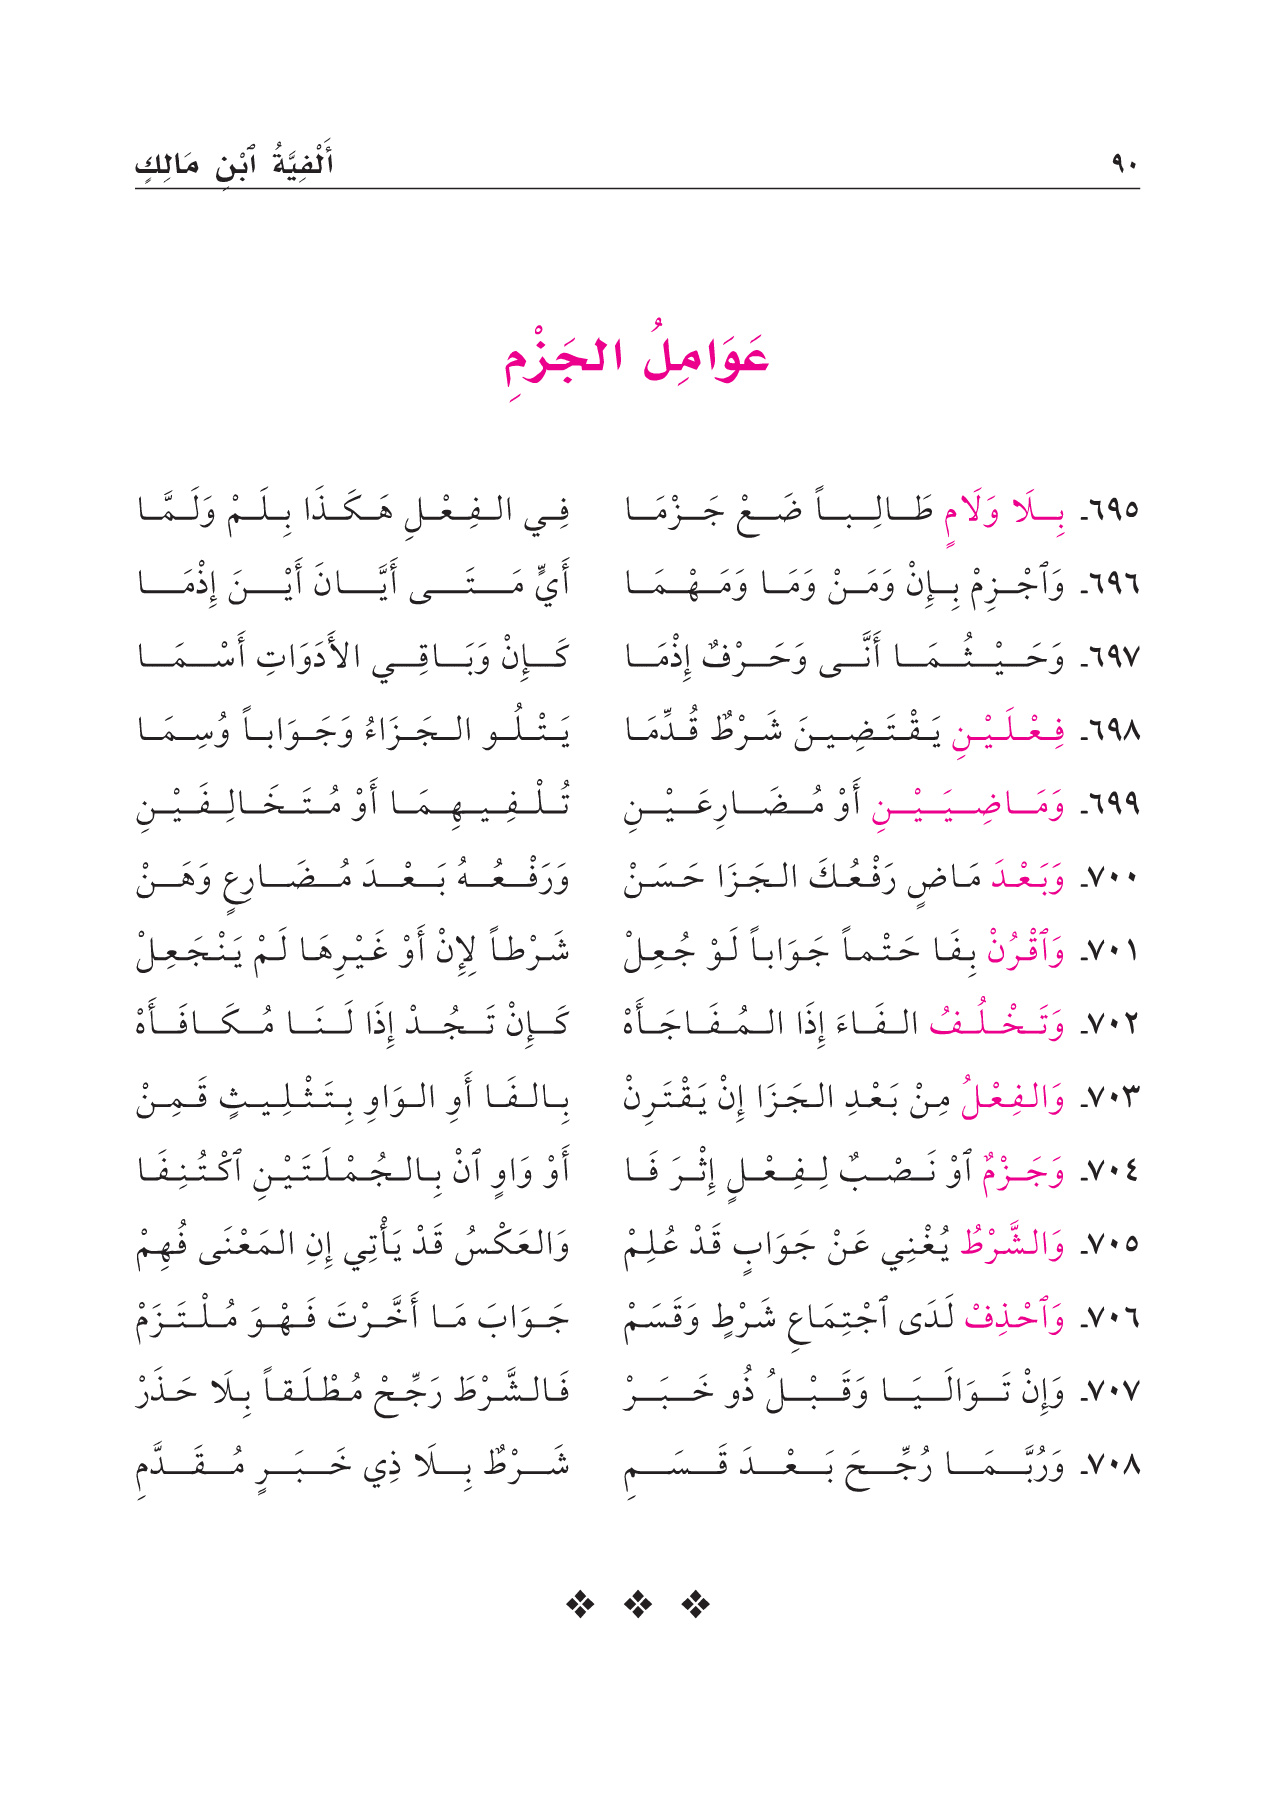 ٩٠ أَلْفِيَّةُ ٱبْنِ مَالِكٍ
عَوَامِلُ الجَزْمِ
٦٩٥ـ بِلَا وَلَامٍ طَالِباً ضَعْ جَزْمَا فِي الفِعْلِ هَكَذَا بِلَمْ وَلَمَّا
٦٩٦ـ وَٱجْزِمْ بِإِنْ وَمَنْ وَمَا وَمَهْمَا أَيٍّ مَتَى أَيَّانَ أَيْنَ إِذْمَا
٦٩٧ـ وَحَيْثُمَا أَنَّى وَحَرْفٌ إِذْمَا كَإِنْ وَبَاقِي الأَدَوَاتِ أَسْمَا
٦٩٨ـ فِعْلَيْنِ يَقْتَضِينَ شَرْطٌ قُدِّمَا يَتْلُو الجَزَاءُ وَجَوَاباً وُسِمَا
٦٩٩ـ وَمَاضِيَيْنِ أَوْ مُضَارِعَيْنِ تُلْفِيهِمَا أَوْ مُتَخَالِفَيْنِ
٧٠٠ـ وَبَعْدَ مَاضٍ رَفْعُكَ الجَزَا حَسَنْ وَرَفْعُهُ بَعْدَ مُضَارِعٍ وَهَنْ
٧٠١ـ وَٱقْرُنْ بِفَا حَتْماً جَوَاباً لَوْ جُعِلْ شَرْطاً لِإِنْ أَوْ غَيْرِهَا لَمْ يَنْجَعِلْ
٧٠٢ـ وَتَخْلُفُ الفَاءَ إِذَا المُفَاجَأَهْ كَإِنْ تَجُدْ إِذَا لَنَا مُكَافَأَهْ
٧٠٣ـ وَالفِعْلُ مِنْ بَعْدِ الجَزَا إِنْ يَقْتَرِنْ بِالفَا أَوِ الوَاوِ بِتَثْلِيثٍ قَمِنْ
٧٠٤ـ وَجَزْمٌ ٱوْ نَصْبٌ لِفِعْلٍ إِثْرَ فَا أَوْ وَاوٍ ٱنْ بِالجُمْلَتَيْنِ ٱكْتُنِفَا
٧٠٥ـ وَالشَّرْطُ يُغْنِي عَنْ جَوَابٍ قَدْ عُلِمْ وَالعَكْسُ قَدْ يَأْتِي إِنِ المَعْنَى فُهِمْ
٧٠٦ـ وَٱحْذِفْ لَدَى ٱجْتِمَاعِ شَرْطٍ وَقَسَمْ جَوَابَ مَا أَخَّرْتَ فَهْوَ مُلْتَزَمْ
٧٠٧ـ وَإِنْ تَوَالَيَا وَقَبْلُ ذُو خَبَرْ فَالشَّرْطَ رَجِّحْ مُطْلَقاً بِلَا حَذَرْ
٧٠٨ـ وَرُبَّمَا رُجِّحَ بَعْدَ قَسَمِ شَرْطٌ بِلَا ذِي خَبَرٍ مُقَدَّمِ